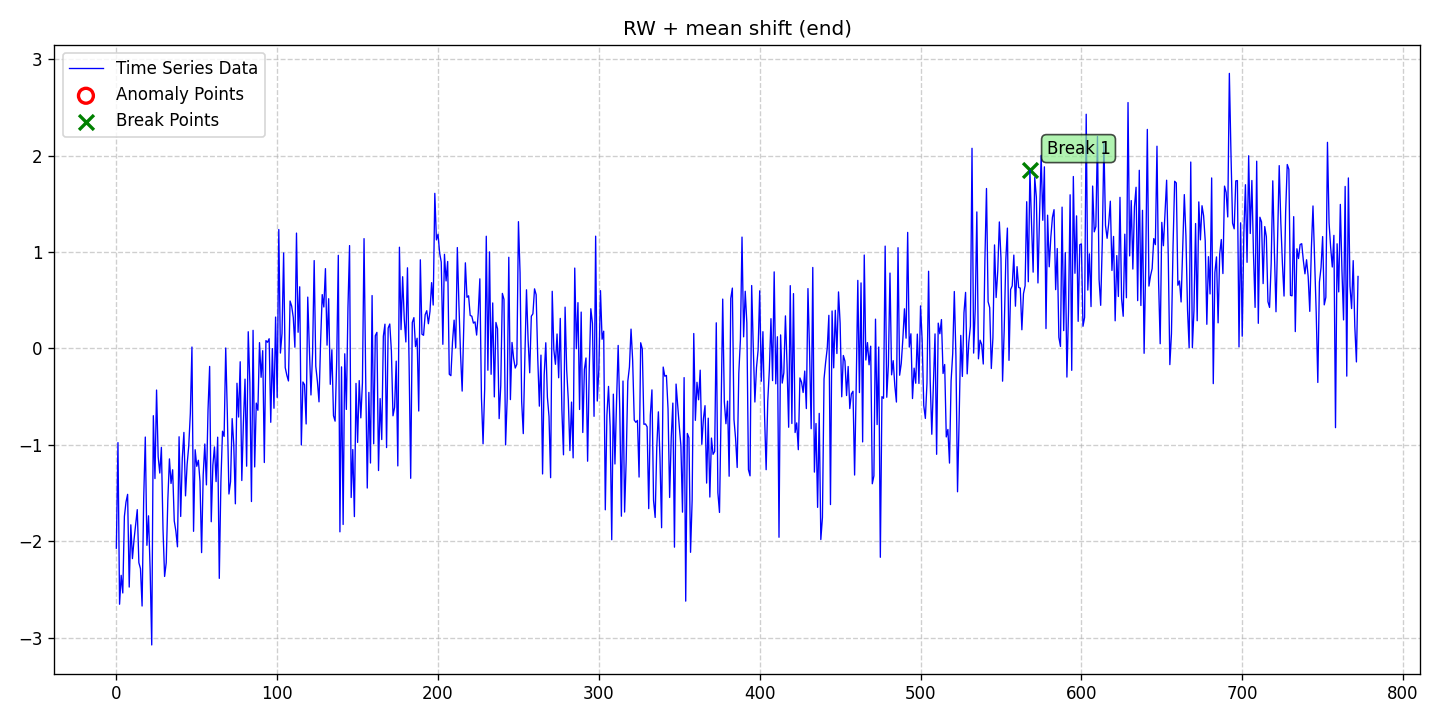 RW + mean shift (end)
Time Series Data
Anomaly Points
Break Points
Break 1
3
2
1
0
−1
−2
−3
0 100 200 300 400 500 600 700 800